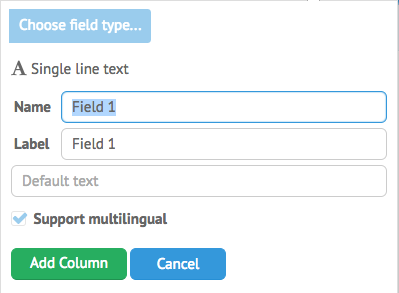 Choose field type...
A Single line text
Name Field 1
Label Field 1
Default text
Support multilingual
Add Column Cancel